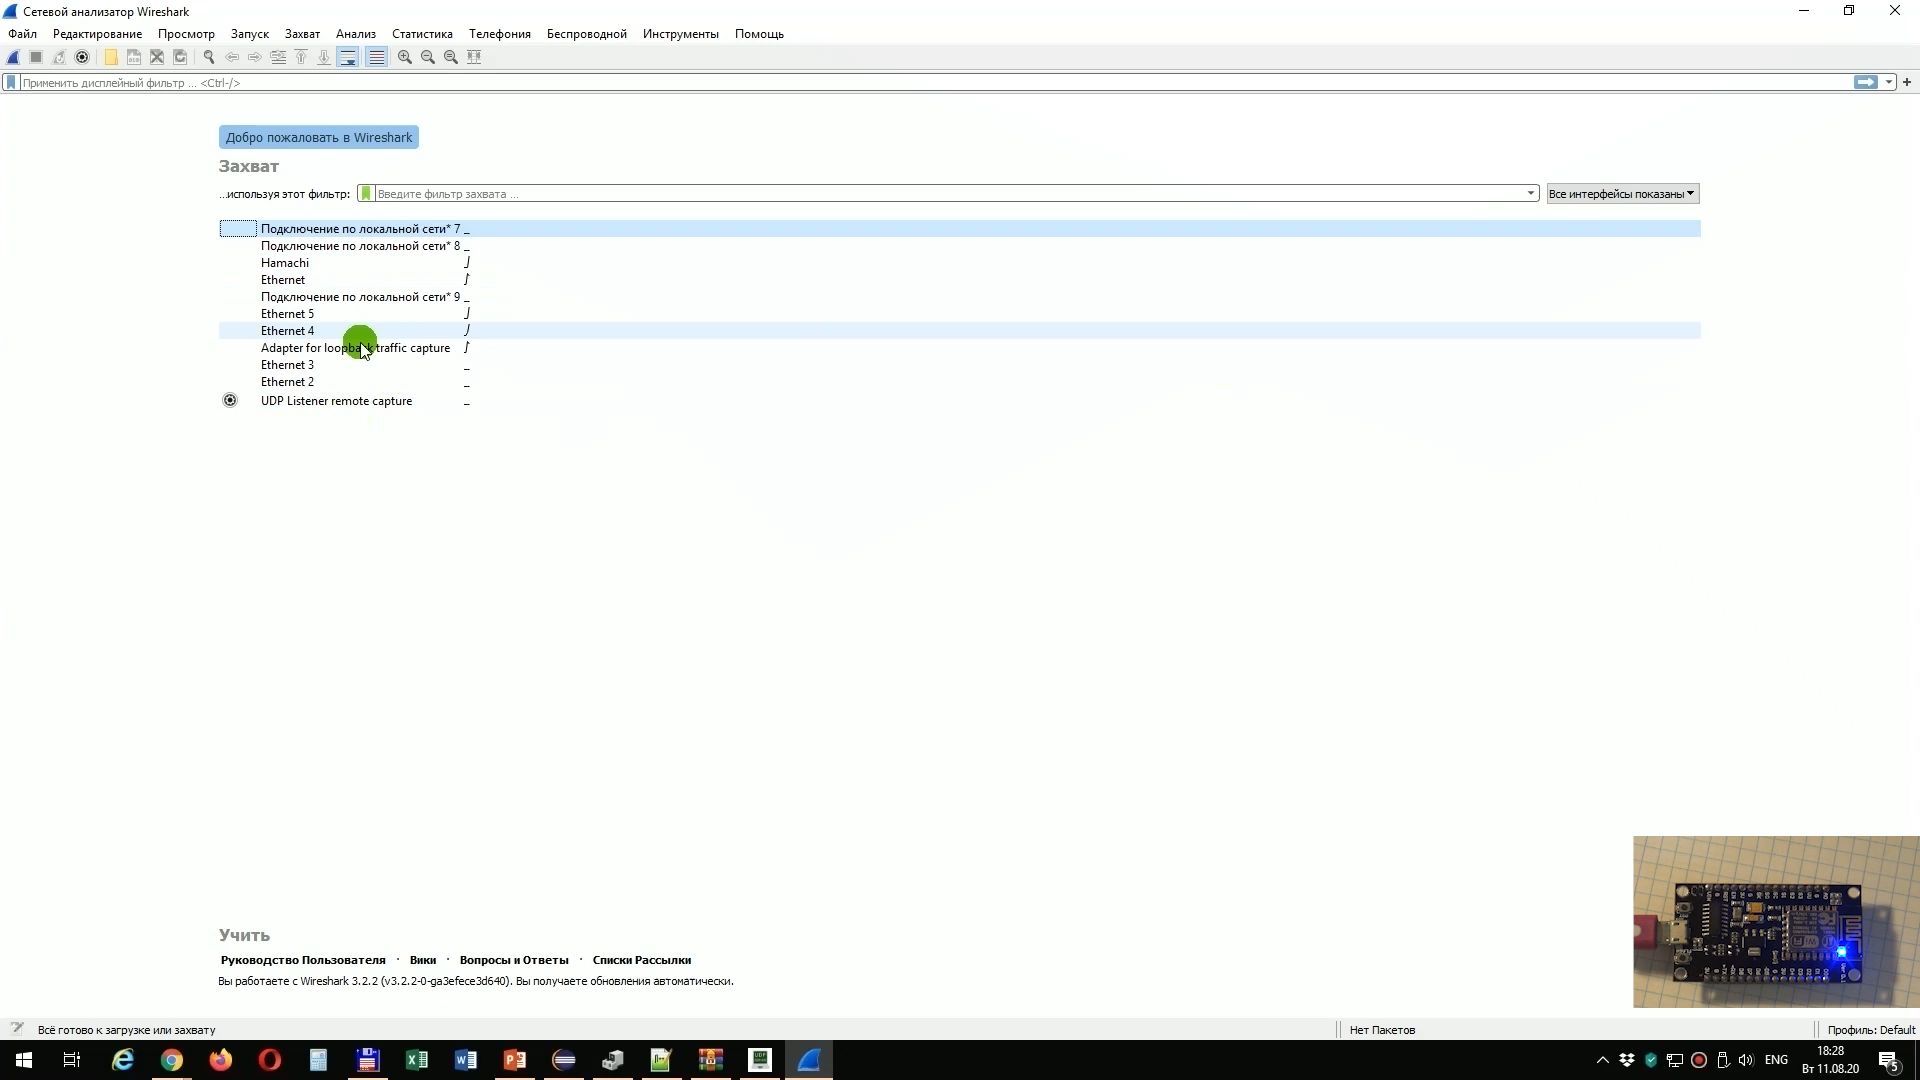 Сетевой анализатор Wireshark
Файл Редактирование Просмотр Запуск Захват Анализ Статистика Телефония Беспроводной Инструменты Помощь
Применить дисплейный фильтр ... <Ctrl-/>
Добро пожаловать в Wireshark
Захват
...используя этот фильтр: Введите фильтр захвата ... Все интерфейсы показаны
Подключение по локальной сети* 7
Подключение по локальной сети* 8
Hamachi
Ethernet
Подключение по локальной сети* 9
Ethernet 5
Ethernet 4
Adapter for loopback traffic capture
Ethernet 3
Ethernet 2
UDP Listener remote capture
Учить
Руководство Пользователя · Вики · Вопросы и Ответы · Списки Рассылки
Вы работаете с Wireshark 3.2.2 (v3.2.2-0-ga3efece3d640). Вы получаете обновления автоматически.
Всё готово к загрузке или захвату Нет Пакетов Профиль: Default
ENG 18:28
Вт 11.08.20
5